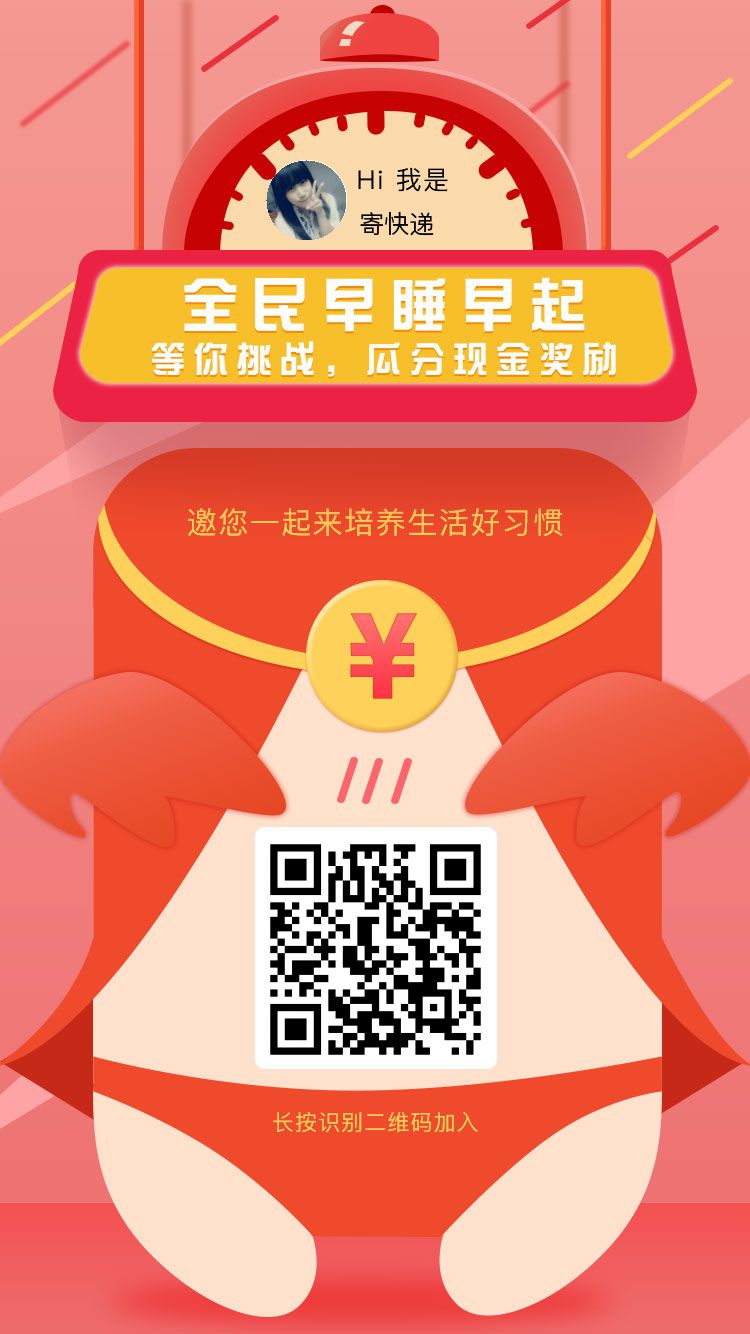 Hi 我是
寄快递
全民早睡早起
等你挑战，瓜分现金奖励
邀您一起来培养生活好习惯
¥
长按识别二维码加入